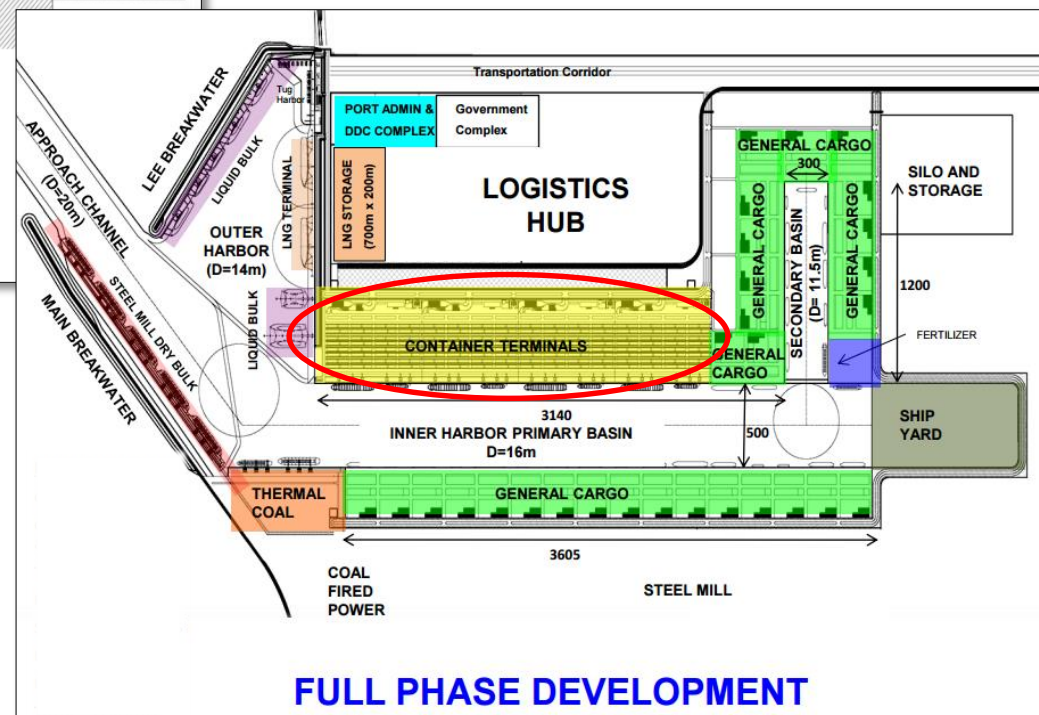 Transportation Corridor
LEE BREAKWATER
Tug
Harbor
PORT ADMIN &
DDC COMPLEX
Government
Complex
APPROACH CHANNEL
(D=20m)
LIQUID BULK
LNG TERMINAL
LNG STORAGE
(700m x 200m)
LOGISTICS
HUB
GENERAL CARGO
300
SILO AND
STORAGE
OUTER
HARBOR
(D=14m)
GENERAL CARGO
SECONDARY BASIN
(D= 11.5m)
GENERAL CARGO
1200
STEEL MILL DRY BULK
MAIN BREAKWATER
LIQUID BULK
CONTAINER TERMINALS
GENERAL
CARGO
FERTILIZER
3140
INNER HARBOR PRIMARY BASIN
D=16m
500
SHIP
YARD
THERMAL
COAL
GENERAL CARGO
3605
COAL
FIRED
POWER
STEEL MILL
FULL PHASE DEVELOPMENT